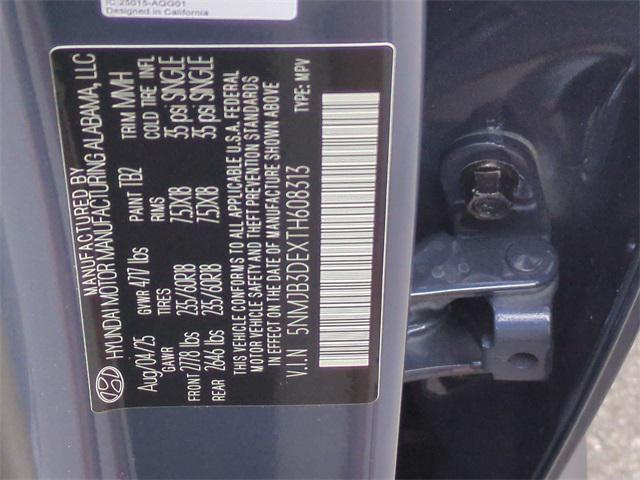 IC:25015-AQG01
Designed in California
MANUFACTURED BY
HYUNDAI MOTOR MANUFACTURING ALABAMA, LLC
Aug/04/25 GVWR 4717 lbs PAINT TB2 TRIM MMH
GAWR TIRES RIMS COLD TIRE INFL
FRONT 2778 lbs 235/60R18 7.5JX18 35 psi SINGLE
REAR 2646 lbs 235/60R18 7.5JX18 35 psi SINGLE
THIS VEHICLE CONFORMS TO ALL APPLICABLE U.S.A. FEDERAL
MOTOR VEHICLE SAFETY AND THEFT PREVENTION STANDARDS
IN EFFECT ON THE DATE OF MANUFACTURE SHOWN ABOVE
V.I.N 5NMJB3DEXTH608313 TYPE: MPV